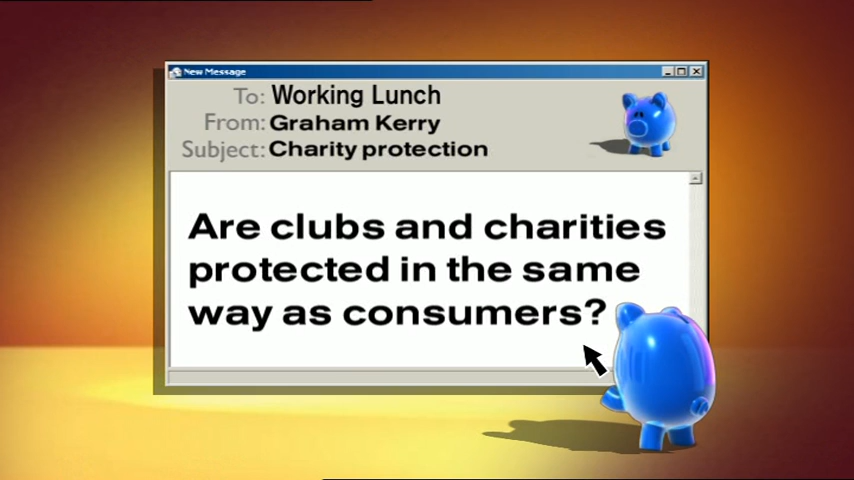 New Message
To: Working Lunch
From: Graham Kerry
Subject: Charity protection
Are clubs and charities
protected in the same
way as consumers?